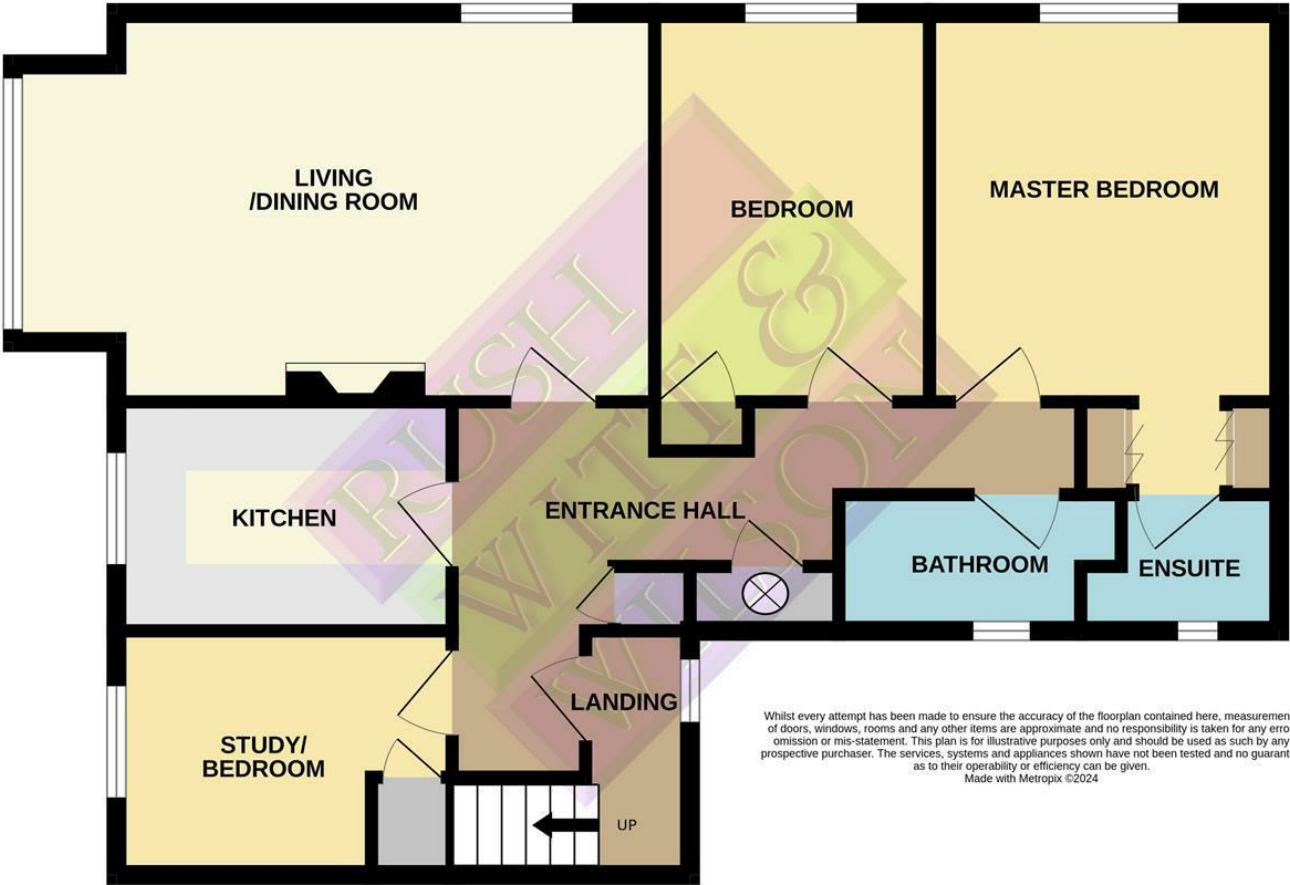 LIVING
/DINING ROOM
BEDROOM
MASTER BEDROOM
RUSH
WITT &
WILSON
KITCHEN
ENTRANCE HALL
BATHROOM
ENSUITE
LANDING
STUDY/
BEDROOM
UP
Whilst every attempt has been made to ensure the accuracy of the floorplan contained here, measuremen
of doors, windows, rooms and any other items are approximate and no responsibility is taken for any erro
omission or mis-statement. This plan is for illustrative purposes only and should be used as such by any
prospective purchaser. The services, systems and appliances shown have not been tested and no guarant
as to their operability or efficiency can be given.
Made with Metropix ©2024